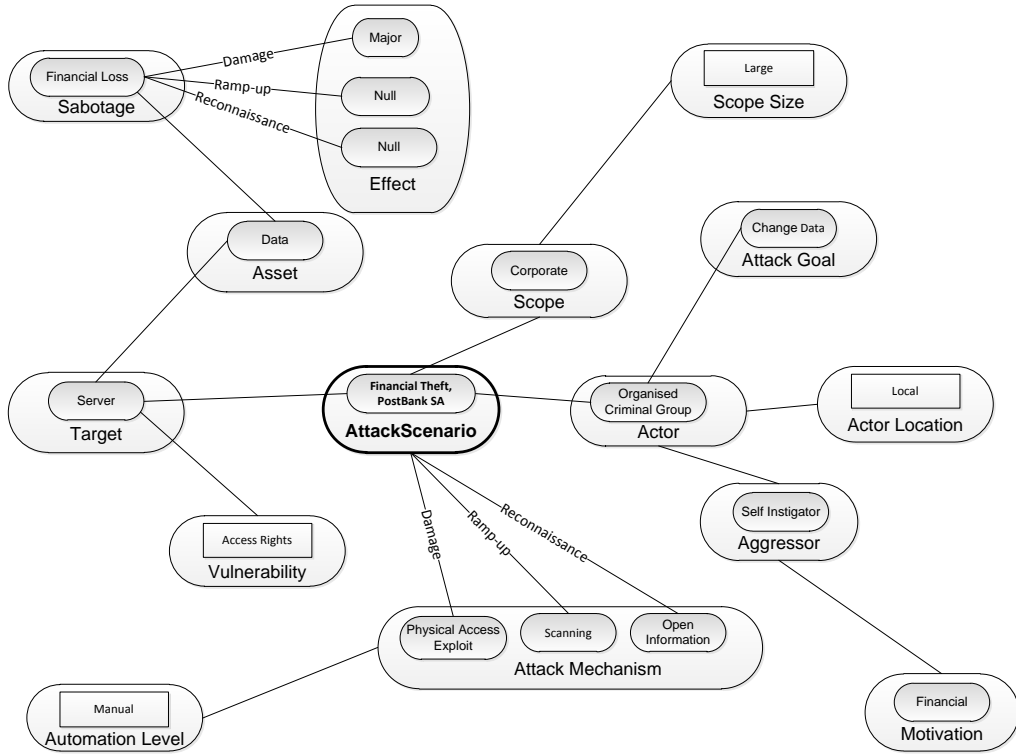 Major
Damage
Financial Loss
Sabotage
Ramp-up
Null
Reconnaissance
Null
Effect
Large
Scope Size
Data
Asset
Corporate
Scope
Change Data
Attack Goal
Server
Target
Financial Theft,
PostBank SA
AttackScenario
Organised
Criminal Group
Actor
Local
Actor Location
Access Rights
Vulnerability
Damage
Ramp-up
Reconnaissance
Self Instigator
Aggressor
Physical Access
Exploit
Scanning
Open
Information
Attack Mechanism
Manual
Automation Level
Financial
Motivation